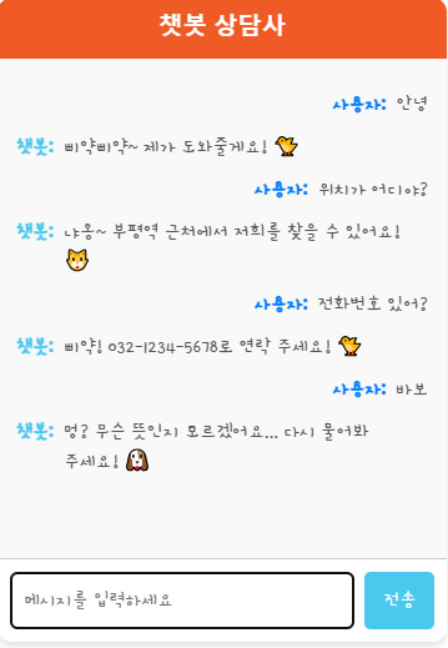 챗봇 상담사
사용자: 안녕
챗봇: 삐약삐약~ 제가 도와줄게요! 🐤
사용자: 위치가 어디야?
챗봇: 냐옹~ 부평역 근처에서 저희를 찾을 수 있어요!
🐱
사용자: 전화번호 있어?
챗봇: 삐약! 032-1234-5678로 연락 주세요! 🐤
사용자: 바보
챗봇: 멍? 무슨 뜻인지 모르겠어요... 다시 물어봐
주세요! 🐶
메시지를 입력하세요
전송